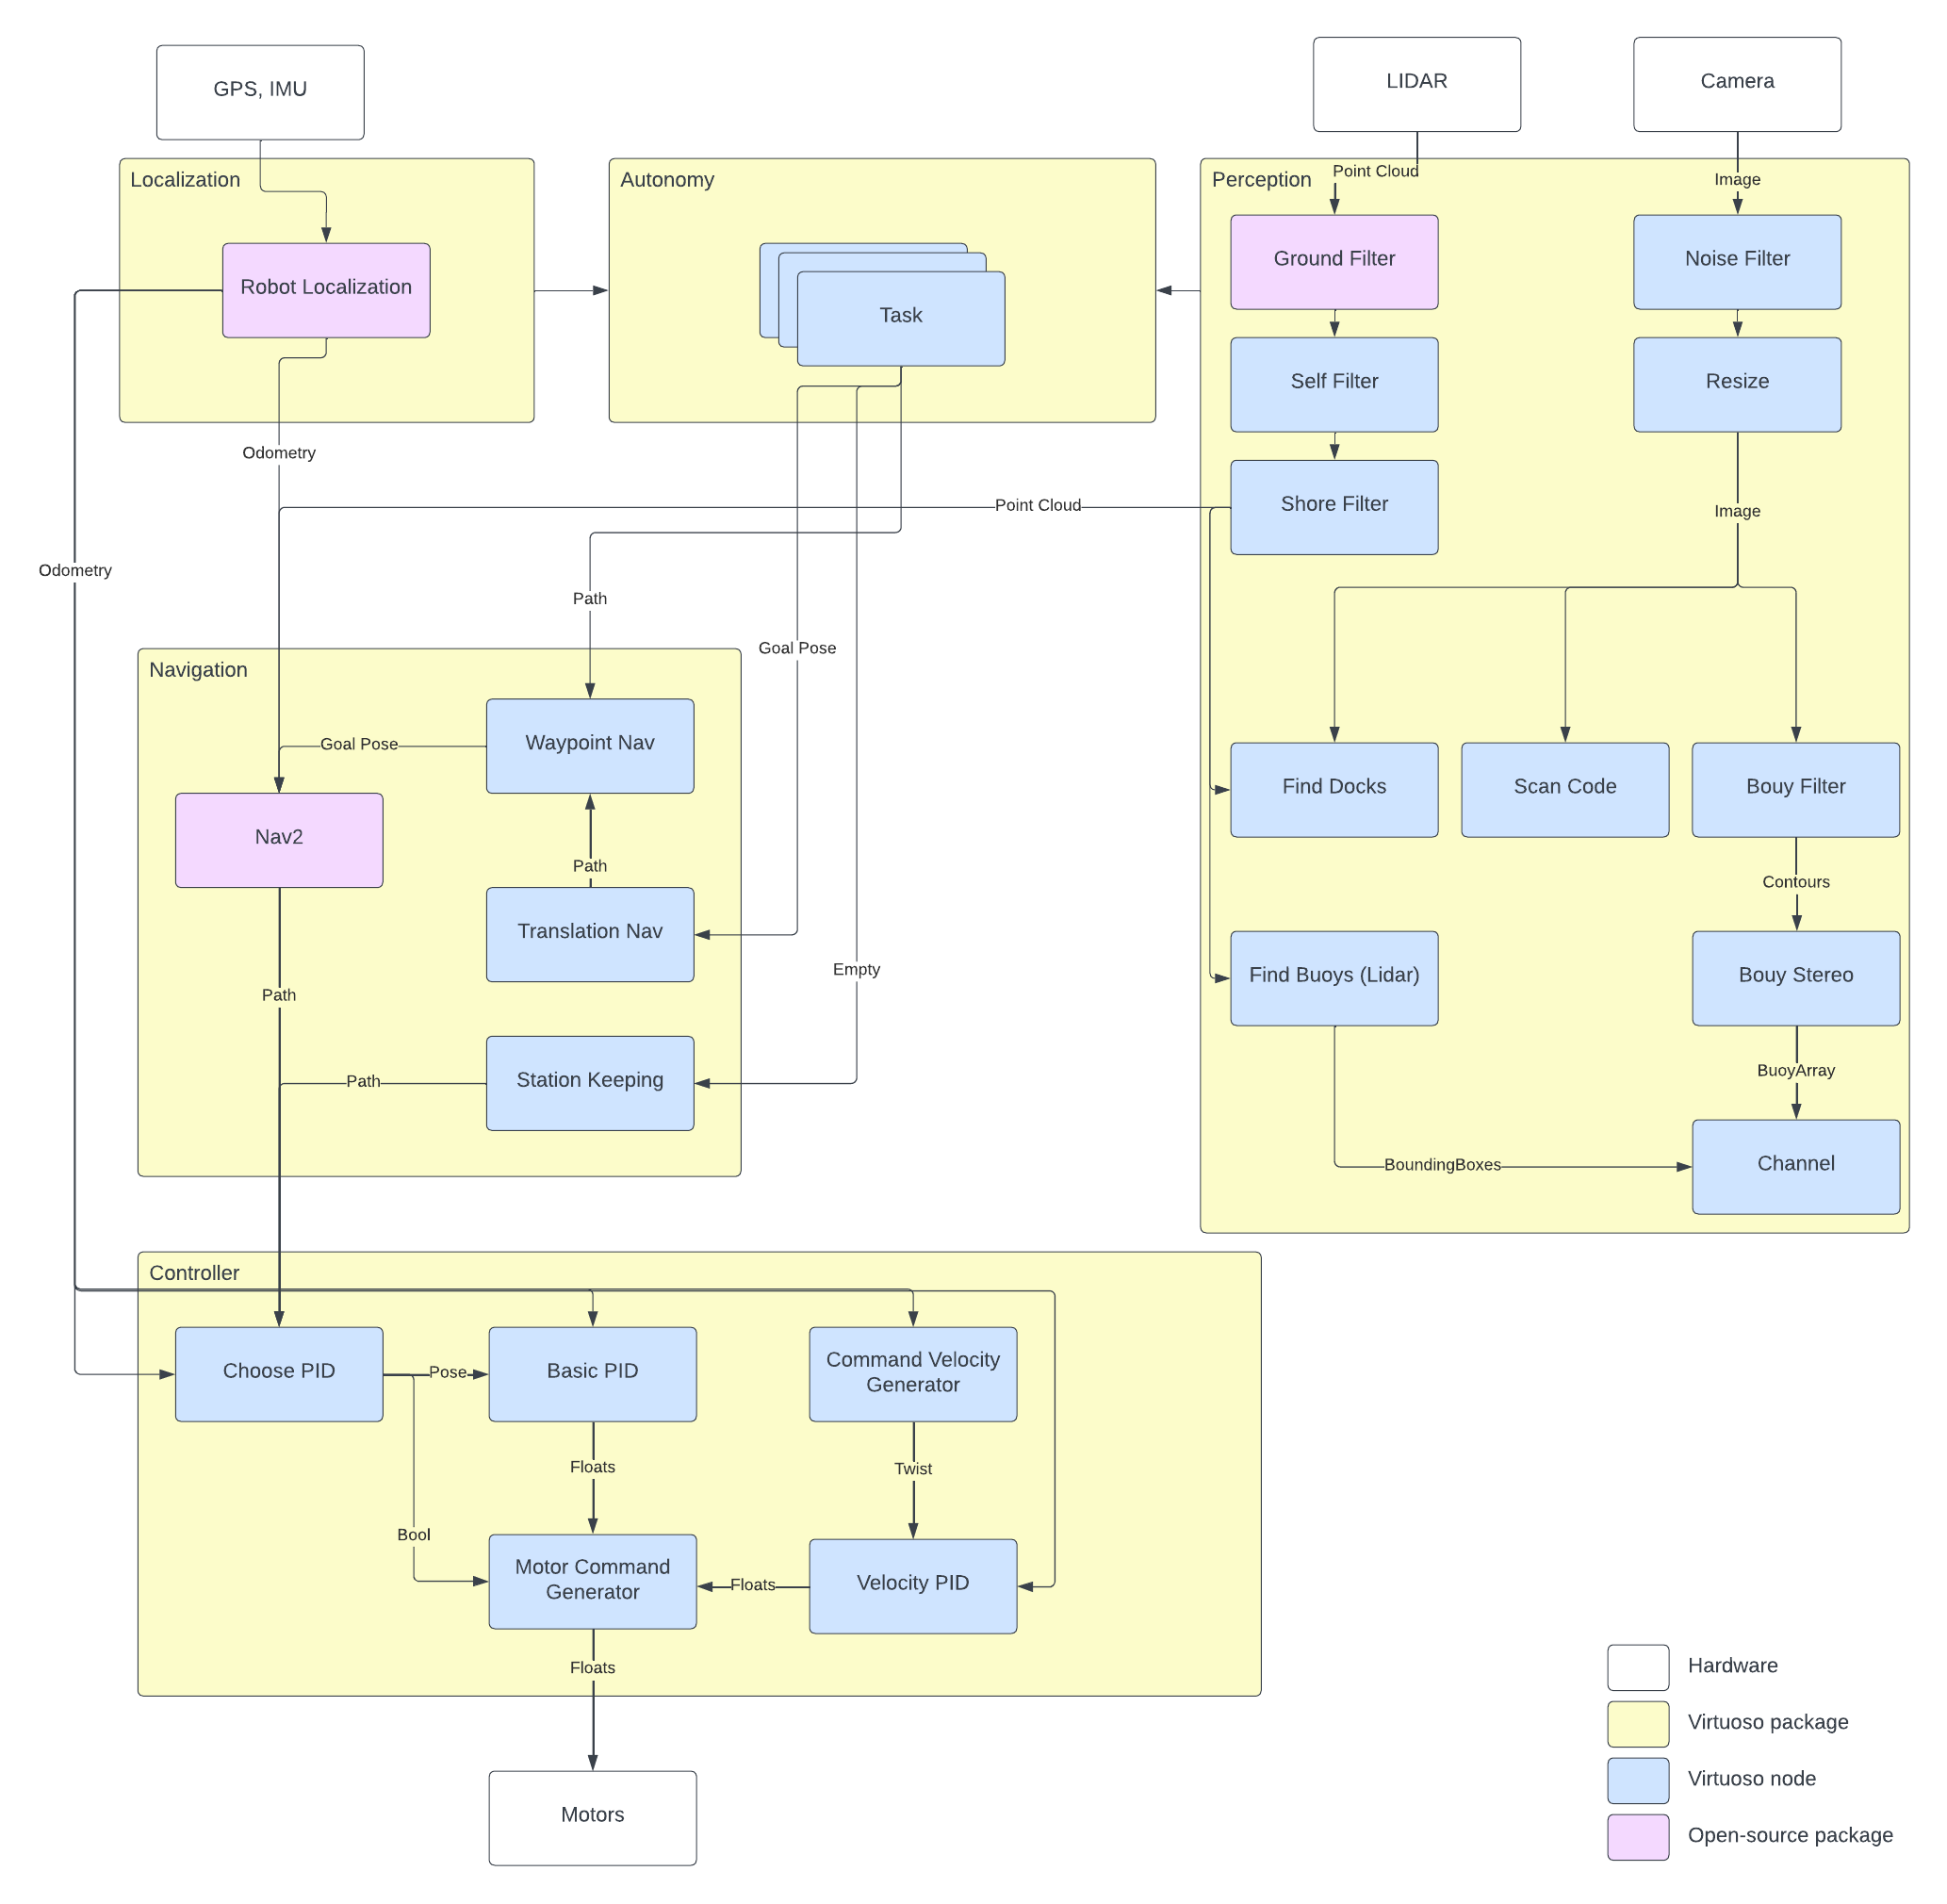 GPS, IMU
LIDAR
Camera
Localization
Autonomy
Perception
Point Cloud
Image
Robot Localization
Task
Ground Filter
Noise Filter
Self Filter
Resize
Odometry
Shore Filter
Point Cloud
Image
Odometry
Path
Goal Pose
Navigation
Waypoint Nav
Goal Pose
Find Docks
Scan Code
Bouy Filter
Nav2
Path
Contours
Translation Nav
Empty
Find Buoys (Lidar)
Bouy Stereo
Path
Station Keeping
Path
BuoyArray
BoundingBoxes
Channel
Controller
Choose PID
Pose
Basic PID
Command Velocity
Generator
Floats
Twist
Bool
Motor Command
Generator
Floats
Velocity PID
Floats
Motors
Hardware
Virtuoso package
Virtuoso node
Open-source package